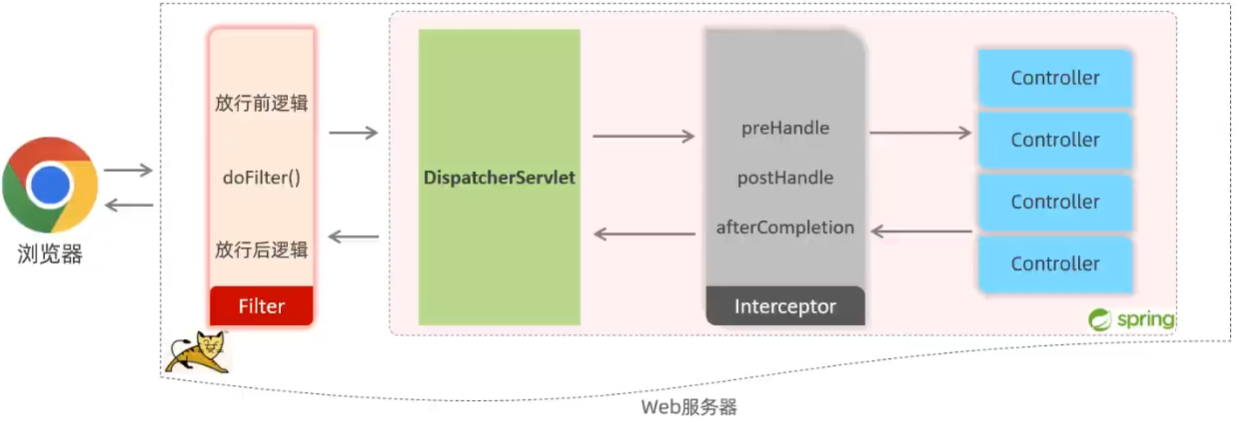 浏览器
放行前逻辑
doFilter()
放行后逻辑
Filter
DispatcherServlet
preHandle
postHandle
afterCompletion
Interceptor
Controller
Controller
Controller
Controller
spring
Web服务器